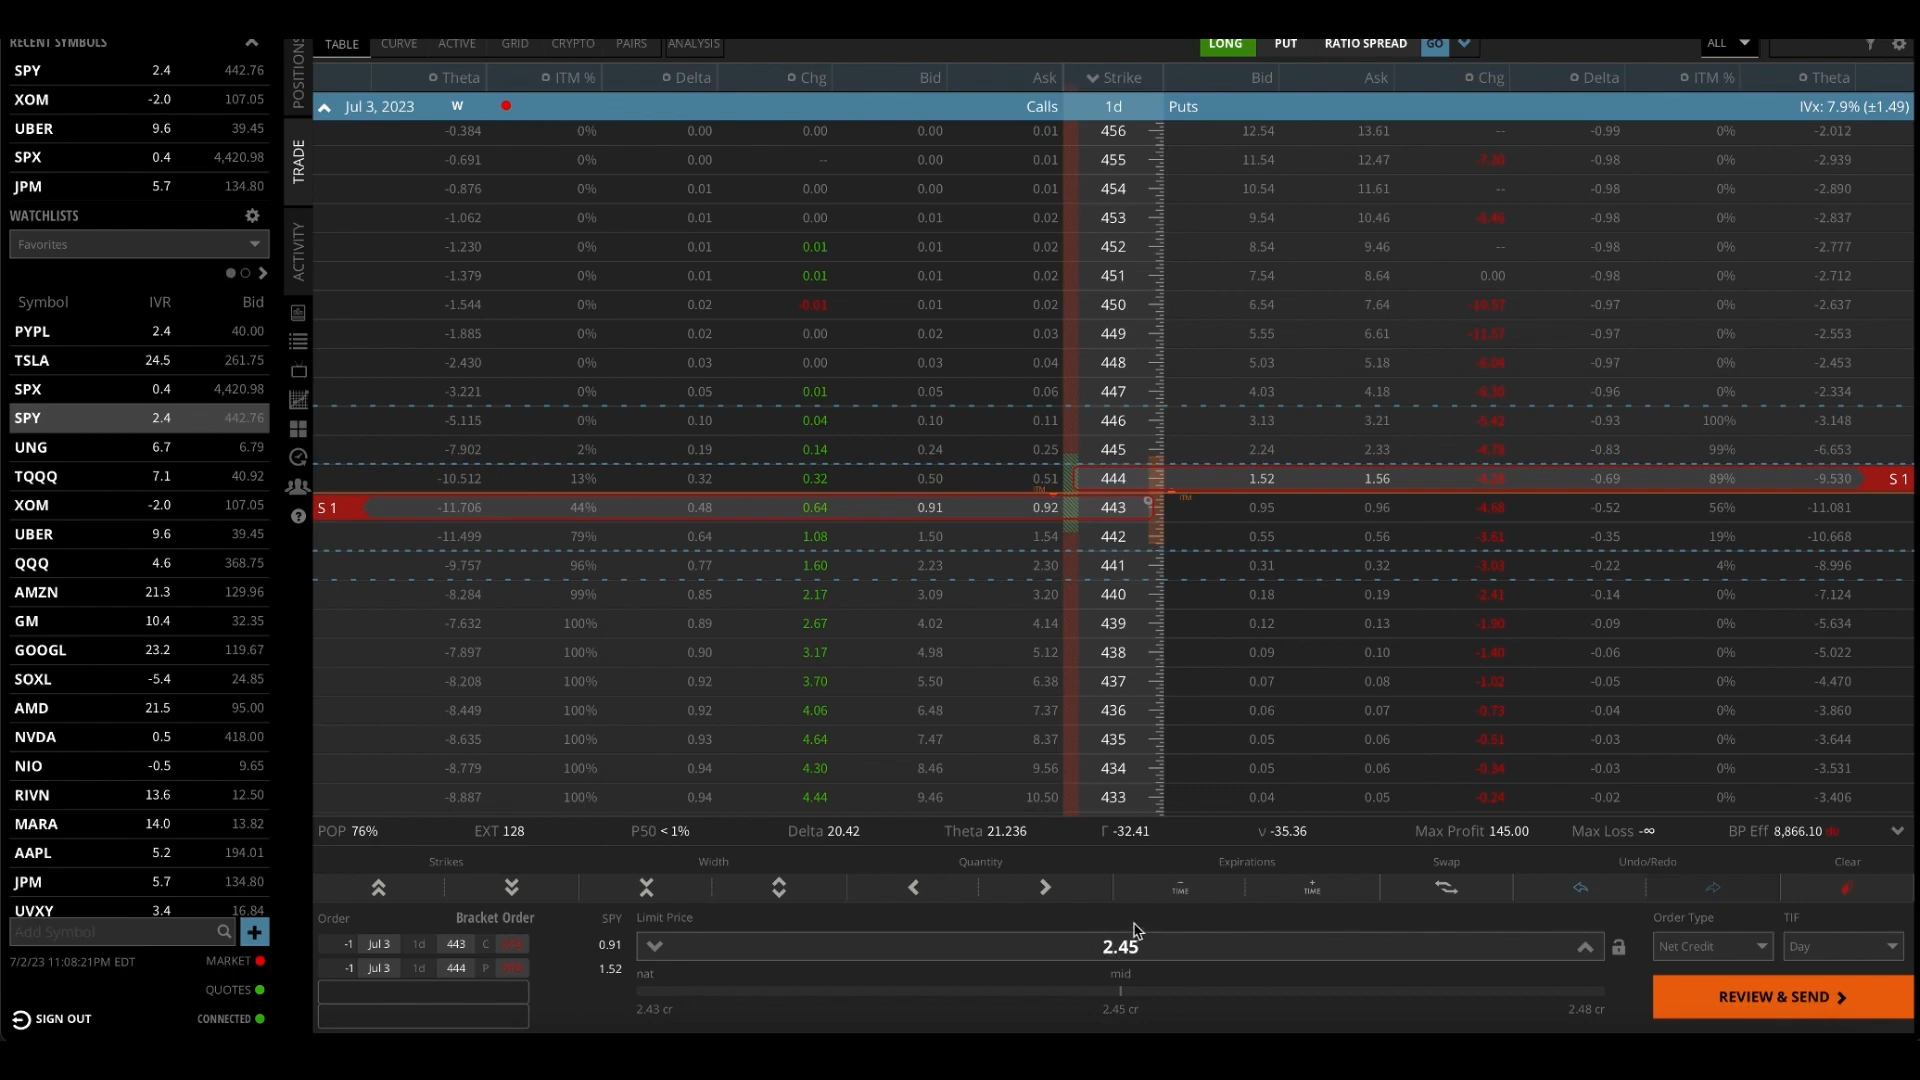 RECENT SYMBOLS
SPY 2.4 442.76
XOM -2.0 107.05
UBER 9.6 39.45
SPX 0.4 4,420.98
JPM 5.7 134.80
WATCHLISTS
Favorites
Symbol IVR Bid
PYPL 2.4 40.00
TSLA 24.5 261.75
SPX 0.4 4,420.98
SPY 2.4 442.76
UNG 6.7 6.79
TQQQ 7.1 40.92
XOM -2.0 107.05
UBER 9.6 39.45
QQQ 4.6 368.75
AMZN 21.3 129.96
GM 10.4 32.35
GOOGL 23.2 119.67
SOXL -5.4 24.85
AMD 21.5 95.00
NVDA 0.5 418.00
NIO -0.5 9.65
RIVN 13.6 12.50
MARA 14.0 13.82
AAPL 5.2 194.01
JPM 5.7 134.80
UVXY 3.4 16.84
Add Symbol
7/2/23 11:08:21PM EDT MARKET
QUOTES
SIGN OUT CONNECTED
POSITIONS
TRADE
ACTIVITY
TABLE CURVE ACTIVE GRID CRYPTO PAIRS ANALYSIS LONG PUT RATIO SPREAD GO ALL
Theta ITM % Delta Chg Bid Ask Strike Bid Ask Chg Delta ITM % Theta
Jul 3, 2023 W Calls 1d Puts IVx: 7.9% (±1.49)
-0.384 0% 0.00 0.00 0.00 0.01 456 12.54 13.61 -- -0.99 0% -2.012
-0.691 0% 0.00 -- 0.00 0.01 455 11.54 12.47 -0.98 0% -2.939
-0.876 0% 0.01 0.00 0.00 0.01 454 10.54 11.61 -- -0.98 0% -2.890
-1.062 0% 0.01 0.00 0.01 0.02 453 9.54 10.46 -0.98 0% -2.837
-1.230 0% 0.01 0.01 0.01 0.02 452 8.54 9.46 -- -0.98 0% -2.777
-1.379 0% 0.01 0.01 0.01 0.02 451 7.54 8.64 0.00 -0.98 0% -2.712
-1.544 0% 0.02 -0.01 0.01 0.02 450 6.54 7.64 -0.97 0% -2.637
-1.885 0% 0.02 0.00 0.02 0.03 449 5.55 6.61 -0.97 0% -2.553
-2.430 0% 0.03 0.00 0.03 0.04 448 5.03 5.18 -0.97 0% -2.453
-3.221 0% 0.05 0.01 0.05 0.06 447 4.03 4.18 -0.96 0% -2.334
-5.115 0% 0.10 0.04 0.10 0.11 446 3.13 3.21 -5.42 -0.93 100% -3.148
-7.902 2% 0.19 0.14 0.24 0.25 445 2.24 2.33 -4.78 -0.83 99% -6.653
-10.512 13% 0.32 0.32 0.50 0.51 444 1.52 1.56 -0.69 89% -9.530 S 1
ITM ITM
S 1 -11.706 44% 0.48 0.64 0.91 0.92 443 0.95 0.96 -4.68 -0.52 56% -11.081
-11.499 79% 0.64 1.08 1.50 1.54 442 0.55 0.56 -3.61 -0.35 19% -10.668
-9.757 96% 0.77 1.60 2.23 2.30 441 0.31 0.32 -3.03 -0.22 4% -8.996
-8.284 99% 0.85 2.17 3.09 3.20 440 0.18 0.19 -2.41 -0.14 0% -7.124
-7.632 100% 0.89 2.67 4.02 4.14 439 0.12 0.13 -1.90 -0.09 0% -5.634
-7.897 100% 0.90 3.17 4.98 5.12 438 0.09 0.10 -1.40 -0.06 0% -5.022
-8.208 100% 0.92 3.70 5.50 6.38 437 0.07 0.08 -1.02 -0.05 0% -4.470
-8.449 100% 0.92 4.06 6.48 7.37 436 0.06 0.07 -0.73 -0.04 0% -3.860
-8.635 100% 0.93 4.64 7.47 8.37 435 0.05 0.06 -0.51 -0.03 0% -3.644
-8.779 100% 0.94 4.30 8.46 9.56 434 0.05 0.06 -0.34 -0.03 0% -3.531
-8.887 100% 0.94 4.44 9.46 10.50 433 0.04 0.05 -0.24 -0.02 0% -3.406
POP 76% EXT 128 P50 < 1% Delta 20.42 Theta 21.236 Γ -32.41 ν -35.36 Max Profit 145.00 Max Loss -∞ BP Eff 8,866.10
Strikes Width Quantity Expirations Swap Undo/Redo Clear
TIME TIME
Order Bracket Order SPY Limit Price Order Type TIF
-1 Jul 3 1d 443 C 0.91 2.45 Net Credit Day
-1 Jul 3 1d 444 P 1.52
nat mid
2.43 cr 2.45 cr 2.48 cr
REVIEW & SEND